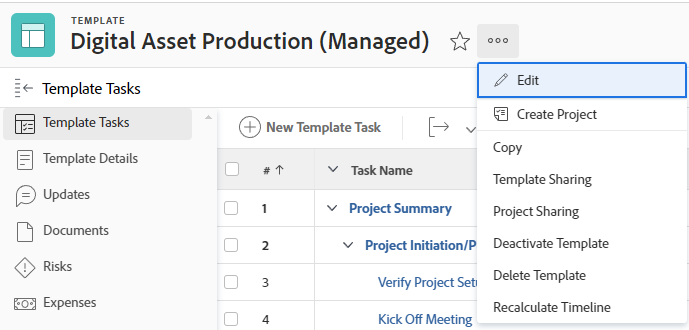 TEMPLATE
Digital Asset Production (Managed)
Template Tasks
Template Tasks
Template Details
Updates
Documents
Risks
Expenses
New Template Task
# ↑ Task Name
1 Project Summary
2 Project Initiation/P
3 Verify Project Setu
4 Kick Off Meeting
Edit
Create Project
Copy
Template Sharing
Project Sharing
Deactivate Template
Delete Template
Recalculate Timeline